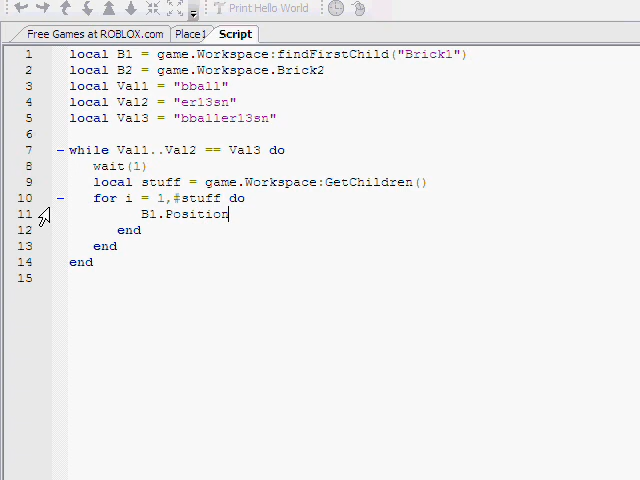 Print Hello World
Free Games at ROBLOX.com Place1 Script
1 local B1 = game.Workspace:findFirstChild("Brick1")
2 local B2 = game.Workspace.Brick2
3 local Val1 = "bball"
4 local Val2 = "er13sn"
5 local Val3 = "bballer13sn"
6
7 while Val1..Val2 == Val3 do
8 wait(1)
9 local stuff = game.Workspace:GetChildren()
10 for i = 1,#stuff do
11 B1.Position
12 end
13 end
14 end
15